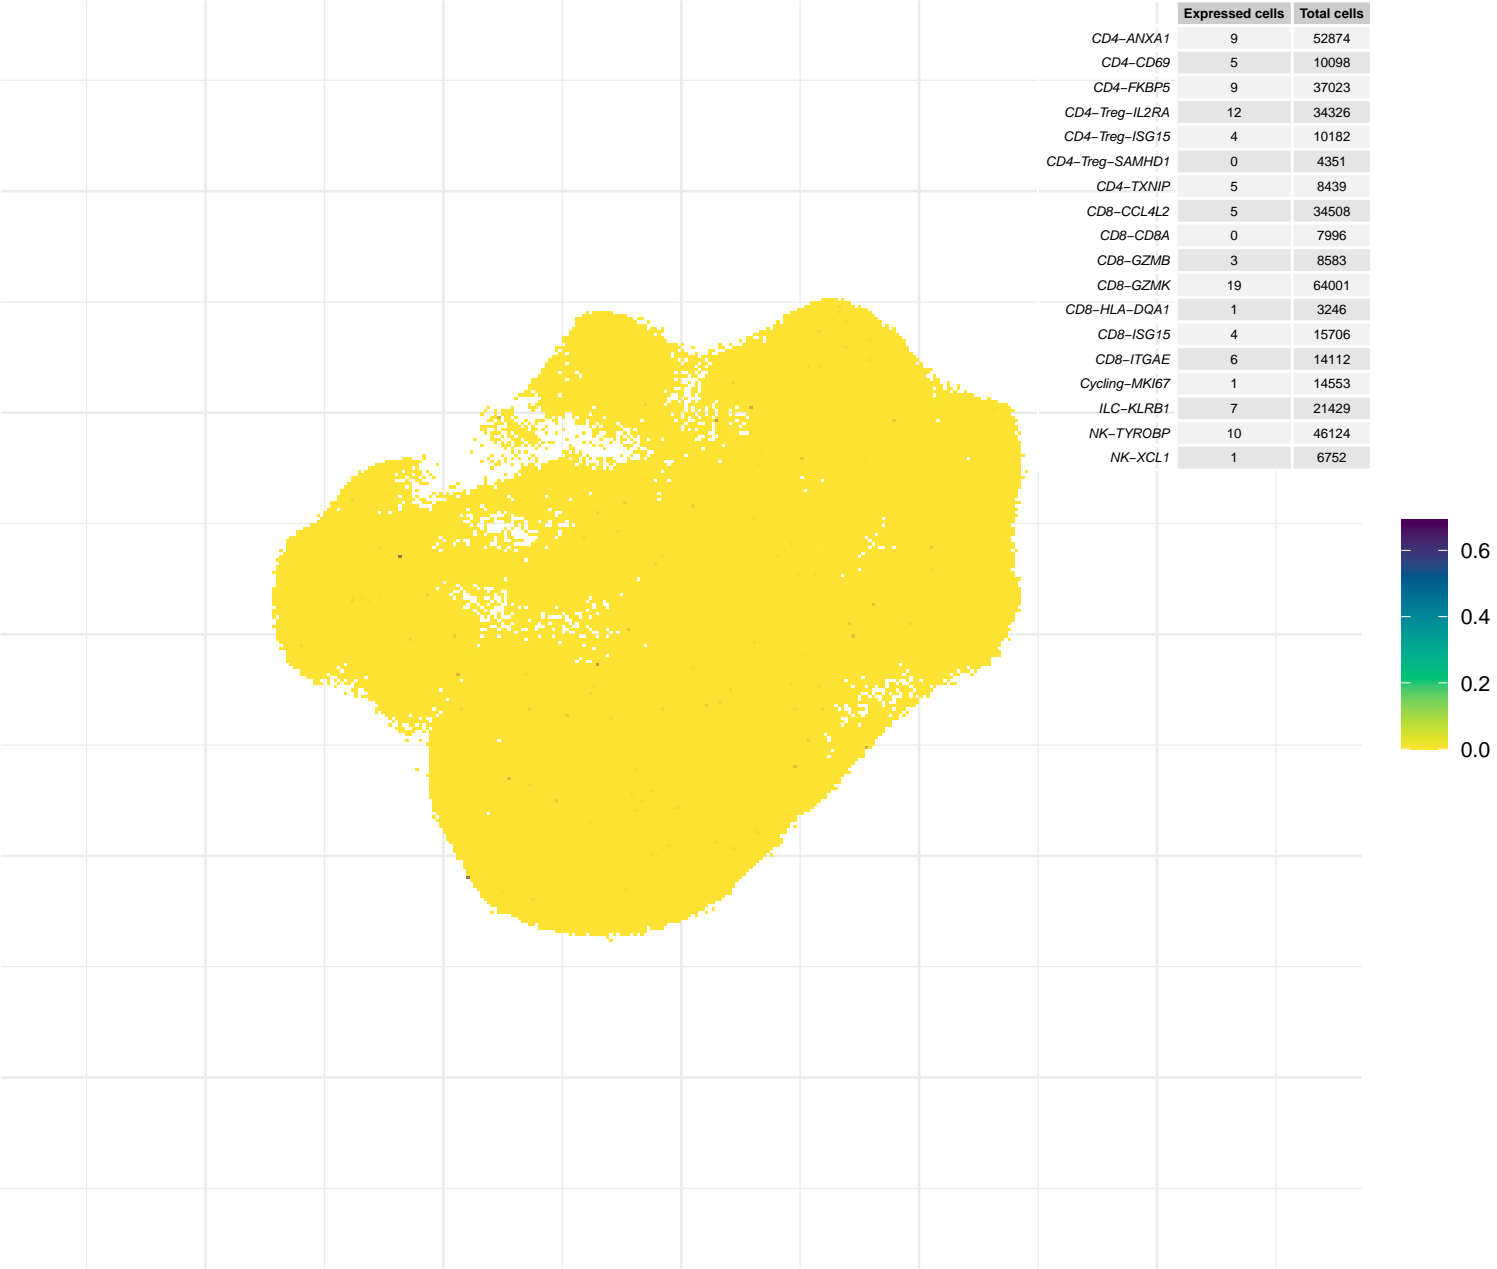 Expressed cells Total cells
CD4−ANXA1 9 52874
CD4−CD69 5 10098
CD4−FKBP5 9 37023
CD4−Treg−IL2RA 12 34326
CD4−Treg−ISG15 4 10182
CD4−Treg−SAMHD1 0 4351
CD4−TXNIP 5 8439
CD8−CCL4L2 5 34508
CD8−CD8A 0 7996
CD8−GZMB 3 8583
CD8−GZMK 19 64001
CD8−HLA−DQA1 1 3246
CD8−ISG15 4 15706
CD8−ITGAE 6 14112
Cycling−MKI67 1 14553
ILC−KLRB1 7 21429
NK−TYROBP 10 46124
NK−XCL1 1 6752
0.6
0.4
0.2
0.0